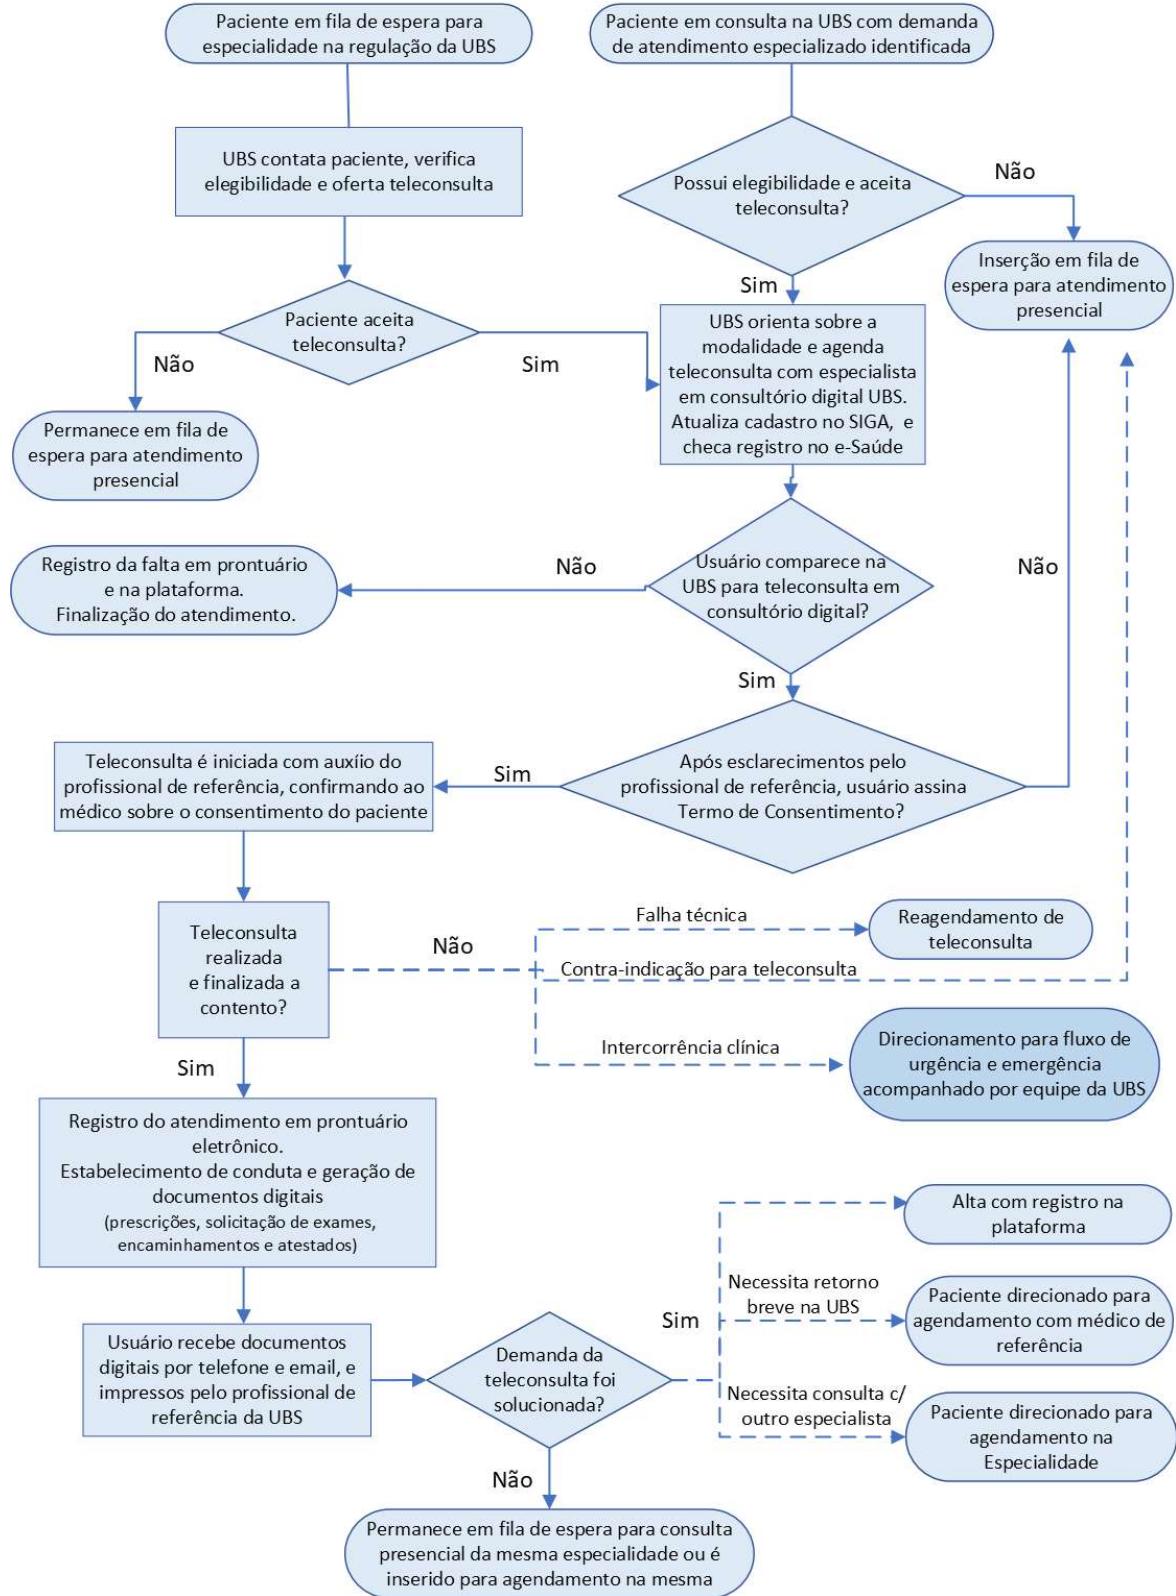 Paciente em fila de espera para
especialidade na regulação da UBS
Paciente em consulta na UBS com demanda
de atendimento especializado identificada
UBS contata paciente, verifica
elegibilidade e oferta teleconsulta
Possui elegibilidade e aceita
teleconsulta?
Não
Inserção em fila de
espera para atendimento
presencial
Sim
Paciente aceita
teleconsulta?
Não
Sim
UBS orienta sobre a
modalidade e agenda
teleconsulta com especialista
em consultório digital UBS.
Atualiza cadastro no SIGA, e
checa registro no e-Saúde
Permanece em fila de
espera para atendimento
presencial
Usuário comparece na
UBS para teleconsulta em
consultório digital?
Não
Não
Registro da falta em prontuário
e na plataforma.
Finalização do atendimento.
Sim
Após esclarecimentos pelo
profissional de referência, usuário assina
Termo de Consentimento?
Sim
Teleconsulta é iniciada com auxíio do
profissional de referência, confirmando ao
médico sobre o consentimento do paciente
Teleconsulta
realizada
e finalizada a
contento?
Não
Falha técnica
Reagendamento de
teleconsulta
Contra-indicação para teleconsulta
Intercorrência clínica
Direcionamento para fluxo de
urgência e emergência
acompanhado por equipe da UBS
Sim
Registro do atendimento em prontuário
eletrônico.
Estabelecimento de conduta e geração de
documentos digitais
(prescrições, solicitação de exames,
encaminhamentos e atestados)
Usuário recebe documentos
digitais por telefone e email, e
impressos pelo profissional de
referência da UBS
Demanda da
teleconsulta foi
solucionada?
Sim
Alta com registro na
plataforma
Necessita retorno
breve na UBS
Paciente direcionado para
agendamento com médico de
referência
Necessita consulta c/
outro especialista
Paciente direcionado para
agendamento na
Especialidade
Não
Permanece em fila de espera para consulta
presencial da mesma especialidade ou é
inserido para agendamento na mesma